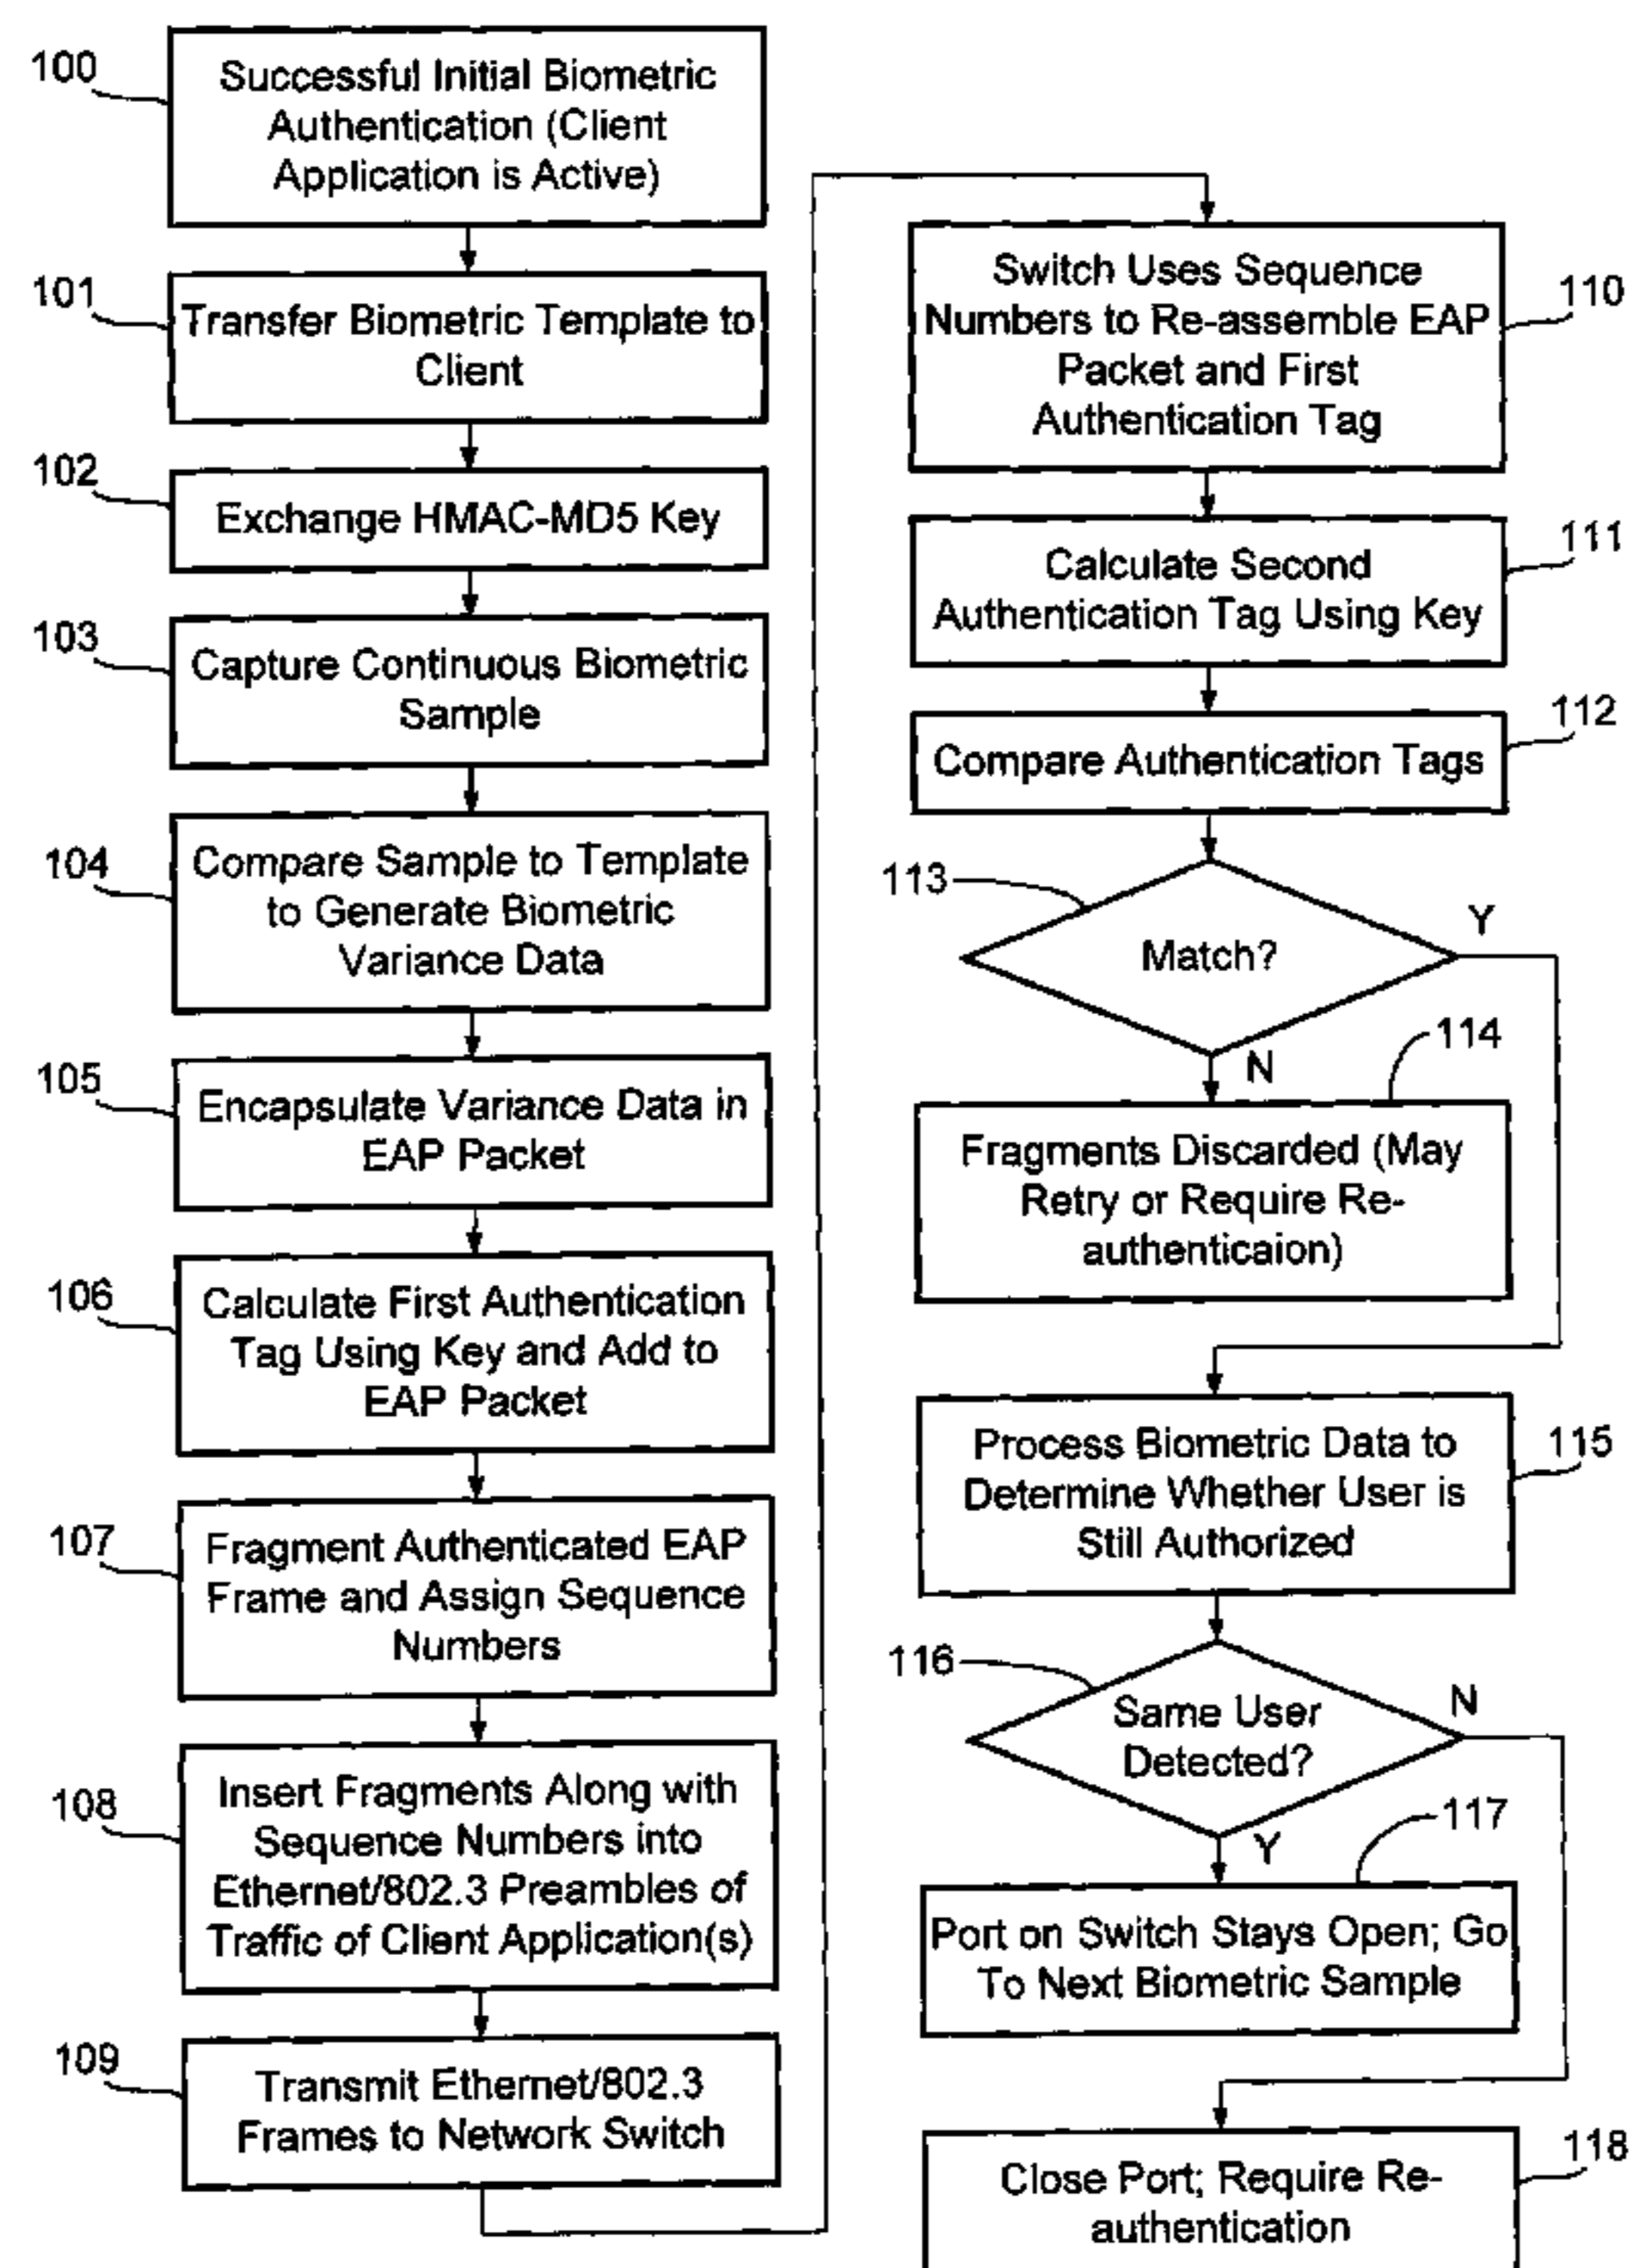 100
Successful Initial Biometric
Authentication (Client
Application is Active)
101
Transfer Biometric Template to
Client
102
Exchange HMAC-MD5 Key
103
Capture Continuous Biometric
Sample
104
Compare Sample to Template
to Generate Biometric
Variance Data
105
Encapsulate Variance Data in
EAP Packet
106
Calculate First Authentication
Tag Using Key and Add to
EAP Packet
107
Fragment Authenticated EAP
Frame and Assign Sequence
Numbers
108
Insert Fragments Along with
Sequence Numbers into
Ethernet/802.3 Preambles of
Traffic of Client Application(s)
109
Transmit Ethernet/802.3
Frames to Network Switch
110
Switch Uses Sequence
Numbers to Re-assemble EAP
Packet and First
Authentication Tag
111
Calculate Second
Authentication Tag Using Key
112
Compare Authentication Tags
113
Match?
Y
N
114
Fragments Discarded (May
Retry or Require Re-
authenticaion)
115
Process Biometric Data to
Determine Whether User is
Still Authorized
116
Same User
Detected?
N
Y
117
Port on Switch Stays Open; Go
To Next Biometric Sample
118
Close Port; Require Re-
authentication